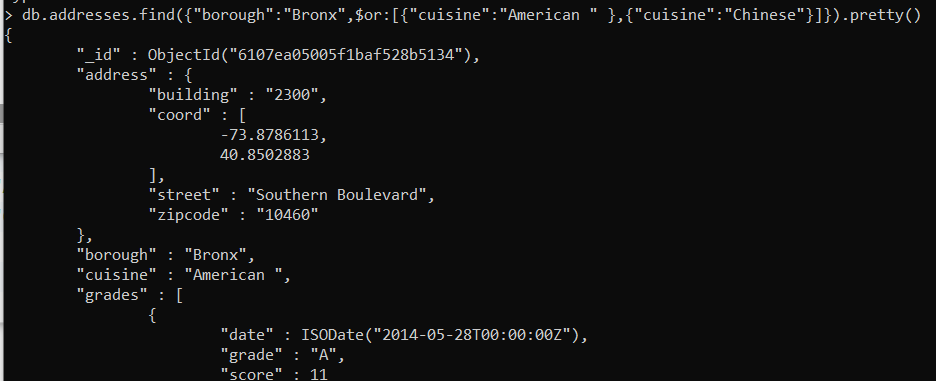 > db.addresses.find({"borough":"Bronx",$or:[{"cuisine":"American " },{"cuisine":"Chinese"}]}).pretty()
{
        "_id" : ObjectId("6107ea05005f1baf528b5134"),
        "address" : {
                "building" : "2300",
                "coord" : [
                        -73.8786113,
                        40.8502883
                ],
                "street" : "Southern Boulevard",
                "zipcode" : "10460"
        },
        "borough" : "Bronx",
        "cuisine" : "American ",
        "grades" : [
                {
                        "date" : ISODate("2014-05-28T00:00:00Z"),
                        "grade" : "A",
                        "score" : 11